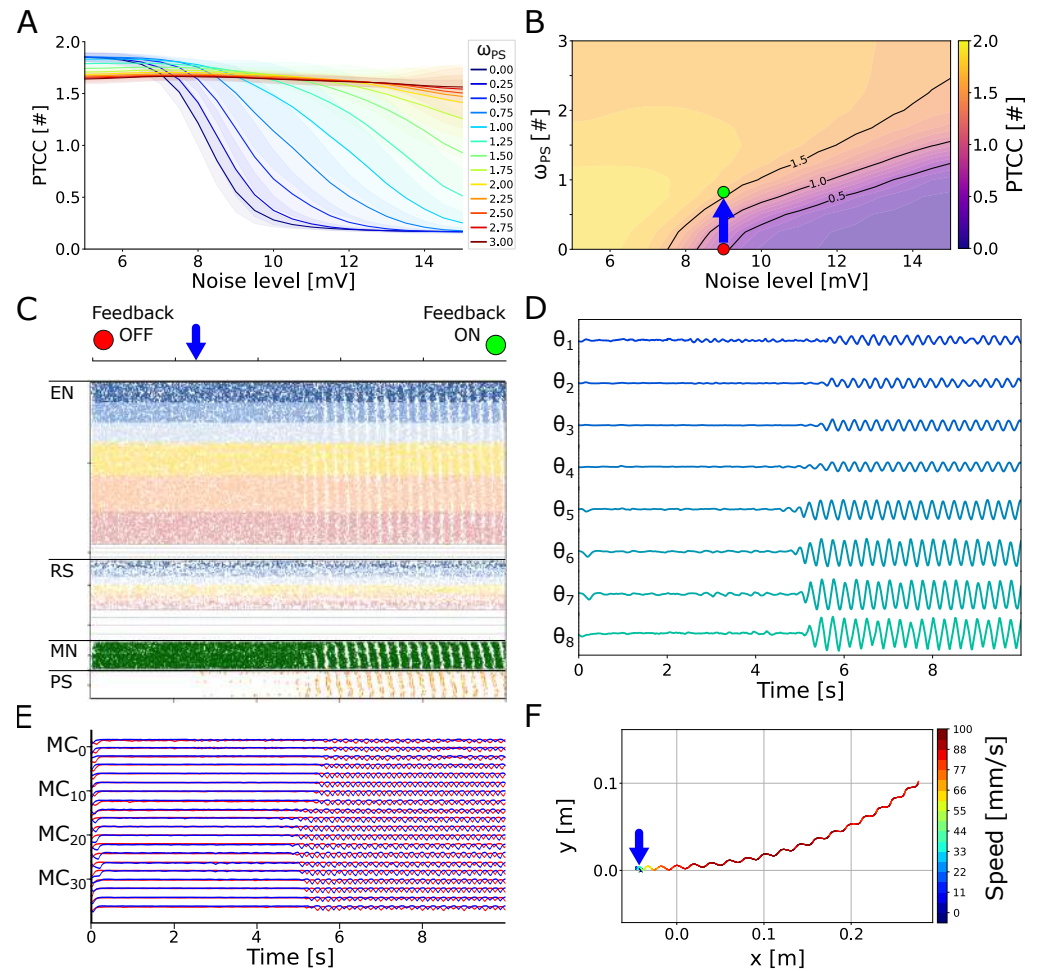 A
PTCC [#]
2.0
1.5
1.0
0.5
0.0
6 8 10 12 14
Noise level [mV]
ωPS
0.00
0.25
0.50
0.75
1.00
1.25
1.50
1.75
2.00
2.25
2.50
2.75
3.00
B
ωPS [#]
3
2
1
0
1.5
1.0
0.5
6 8 10 12 14
Noise level [mV]
2.0
1.5
1.0
0.5
0.0
PTCC [#]
C
Feedback
OFF
Feedback
ON
EN
RS
MN
PS
D
θ1
θ2
θ3
θ4
θ5
θ6
θ7
θ8
0 2 4 6 8
Time [s]
E
MC0
MC10
MC20
MC30
0 2 4 6 8
Time [s]
F
y [m]
0.1
0.0
0.0 0.1 0.2
x [m]
100
88
77
66
55
44
33
22
11
0
Speed [mm/s]